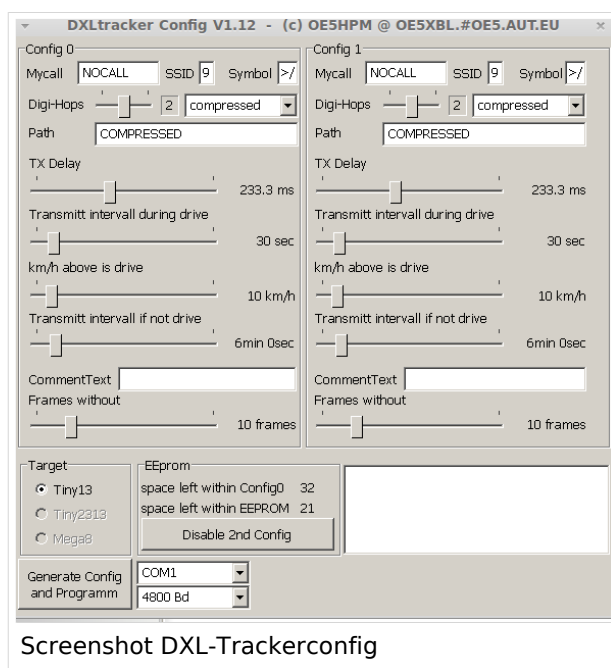 DXLtracker Config V1.12 - (c) OE5HPM @ OE5XBL.#OE5.AUT.EU
Config 0
Mycall NOCALL SSID 9 Symbol >/
Digi-Hops 2 compressed
Path COMPRESSED
TX Delay
233.3 ms
Transmitt intervall during drive
30 sec
km/h above is drive
10 km/h
Transmitt intervall if not drive
6min 0sec
CommentText
Frames without
10 frames
Config 1
Mycall NOCALL SSID 9 Symbol >/
Digi-Hops 2 compressed
Path COMPRESSED
TX Delay
233.3 ms
Transmitt intervall during drive
30 sec
km/h above is drive
10 km/h
Transmitt intervall if not drive
6min 0sec
CommentText
Frames without
10 frames
Target
Tiny13
Tiny2313
Mega8
EEprom
space left within Config0 32
space left within EEPROM 21
Disable 2nd Config
Generate Config
and Programm
COM1
4800 Bd
Screenshot DXL-Trackerconfig